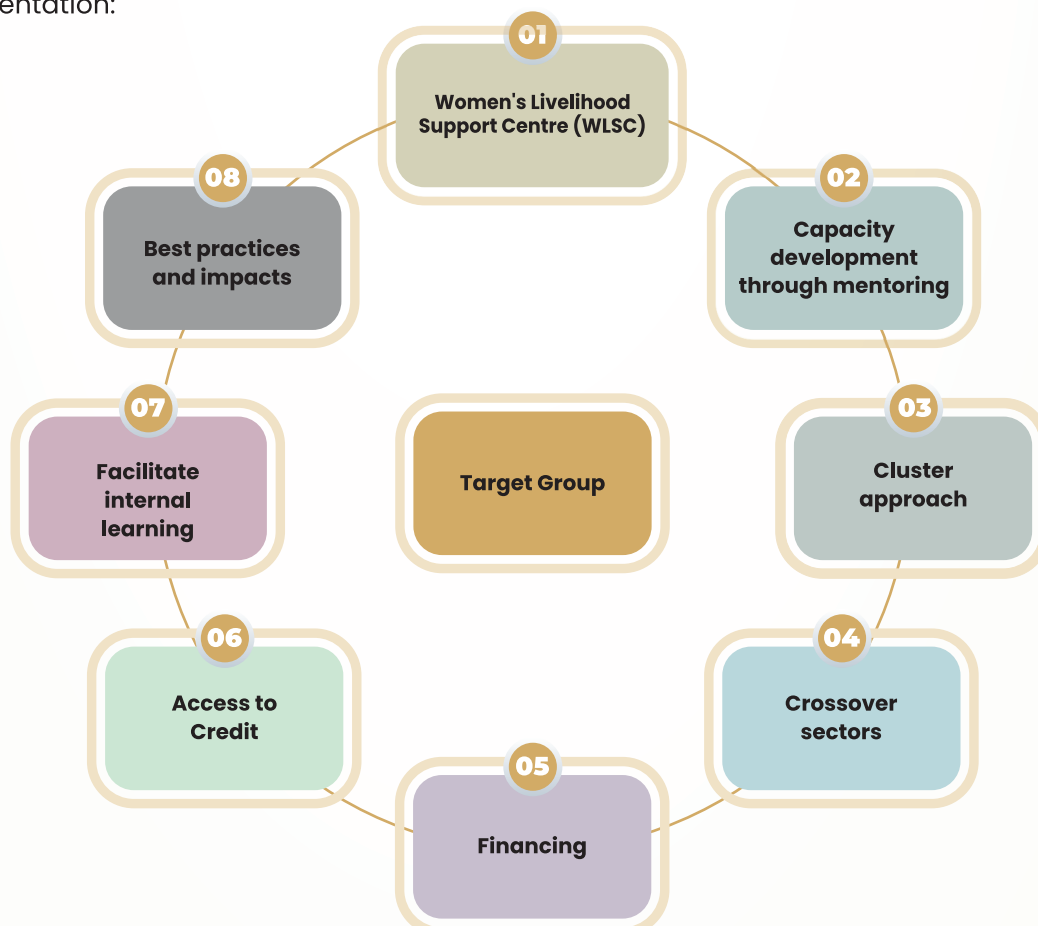 entation:
01
Women's Livelihood
Support Centre (WLSC)
02
Capacity
development
through mentoring
03
Cluster
approach
04
Crossover
sectors
05
Financing
06
Access to
Credit
07
Facilitate
internal
learning
08
Best practices
and impacts
Target Group